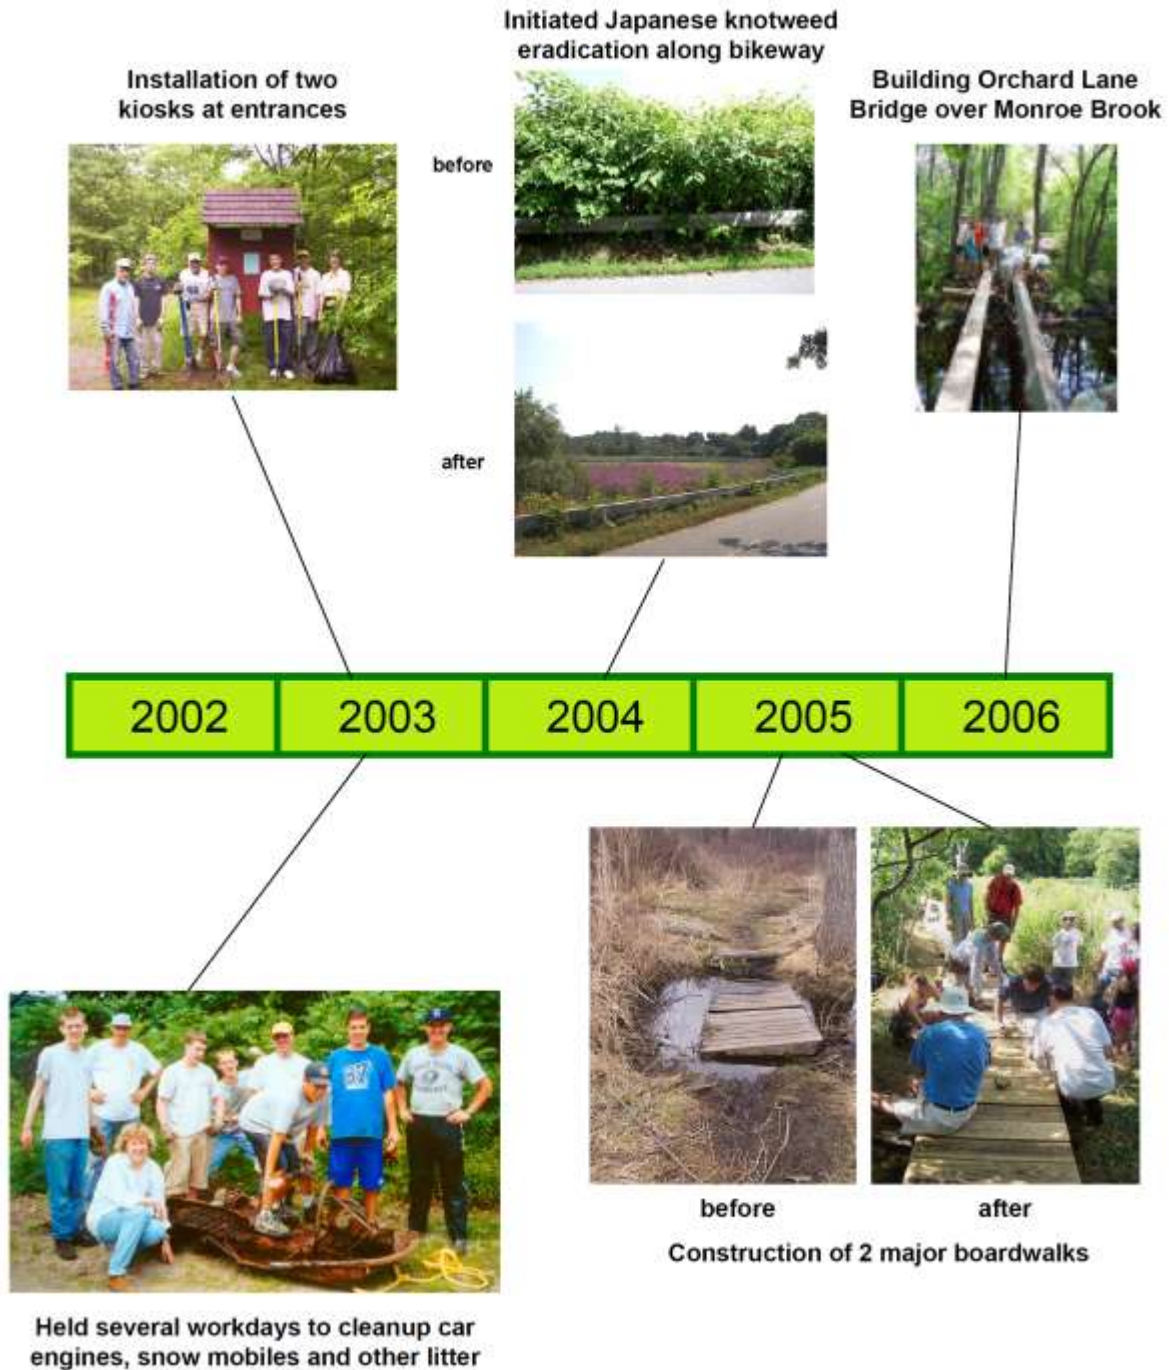 Initiated Japanese knotweed
eradication along bikeway
Installation of two
kiosks at entrances
Building Orchard Lane
Bridge over Monroe Brook
before
after
2002
2003
2004
2005
2006
before
after
Construction of 2 major boardwalks
Held several workdays to cleanup car
engines, snow mobiles and other litter